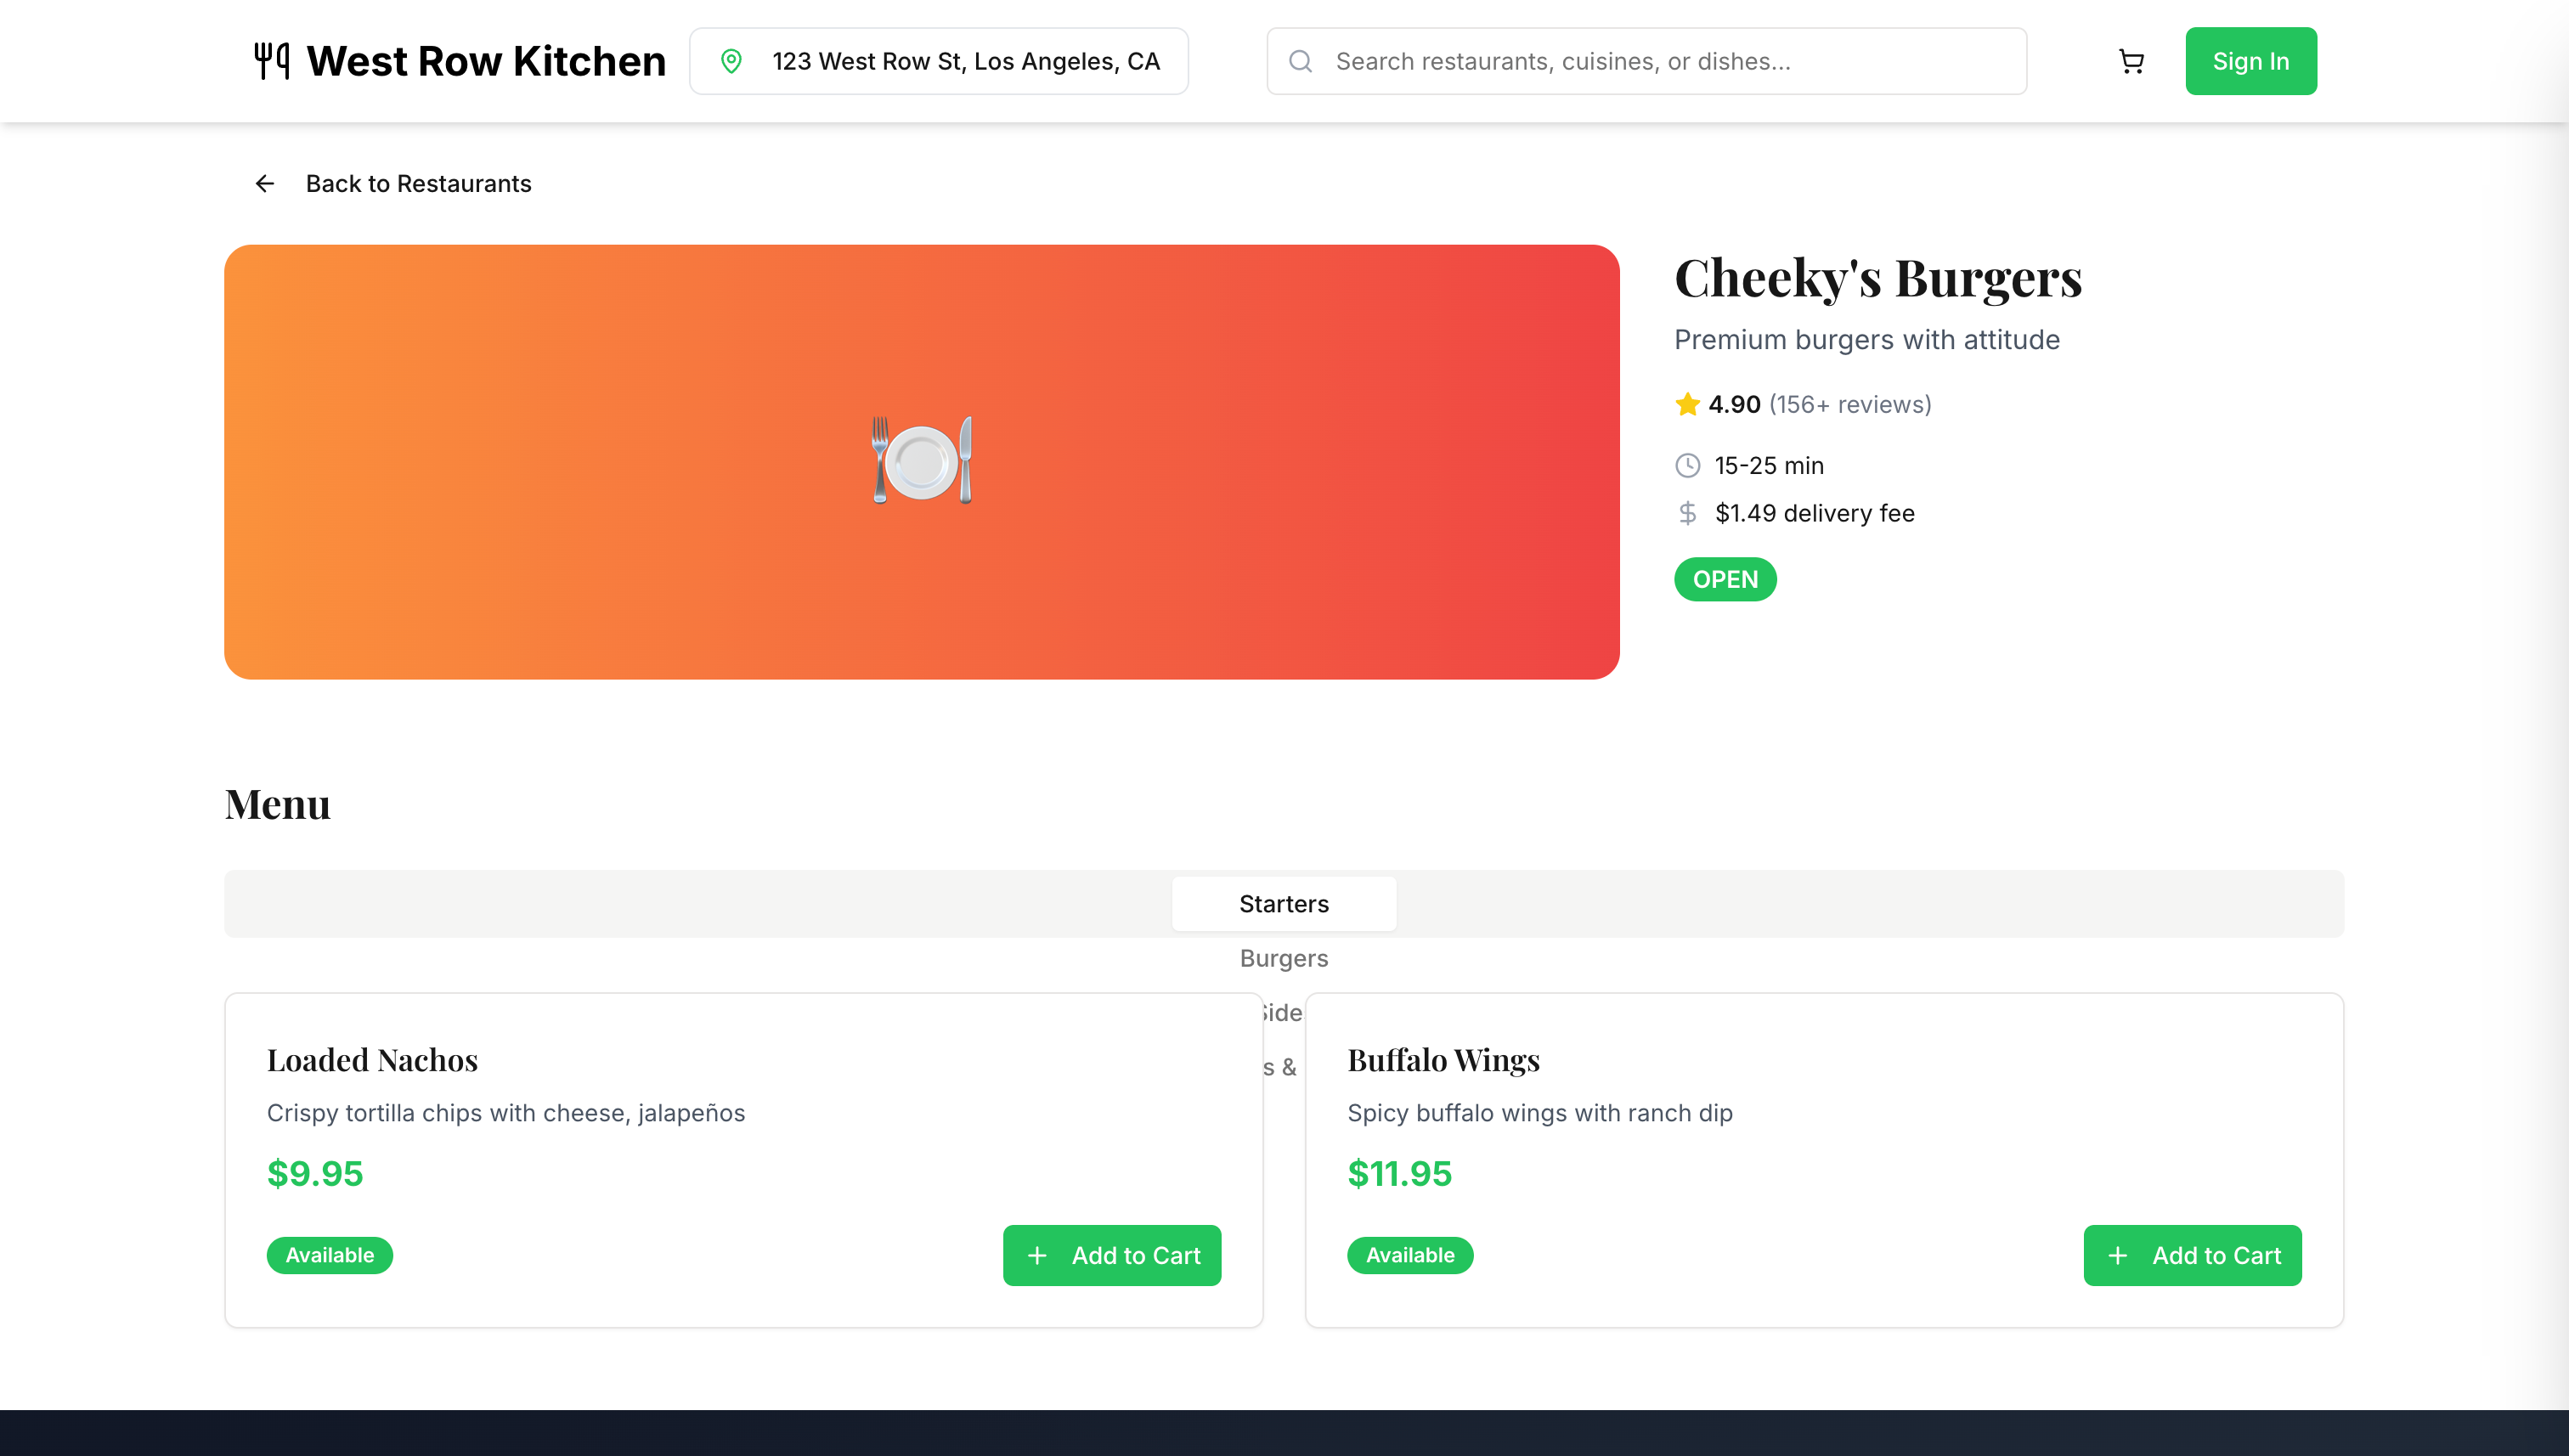 West Row Kitchen
123 West Row St, Los Angeles, CA
Search restaurants, cuisines, or dishes...
Sign In
Back to Restaurants
Cheeky's Burgers
Premium burgers with attitude
4.90 (156+ reviews)
15-25 min
$1.49 delivery fee
OPEN
Menu
Starters
Burgers
Loaded Nachos
Crispy tortilla chips with cheese, jalapeños
$9.95
Available
Add to Cart
&
Buffalo Wings
Spicy buffalo wings with ranch dip
$11.95
Available
Add to Cart